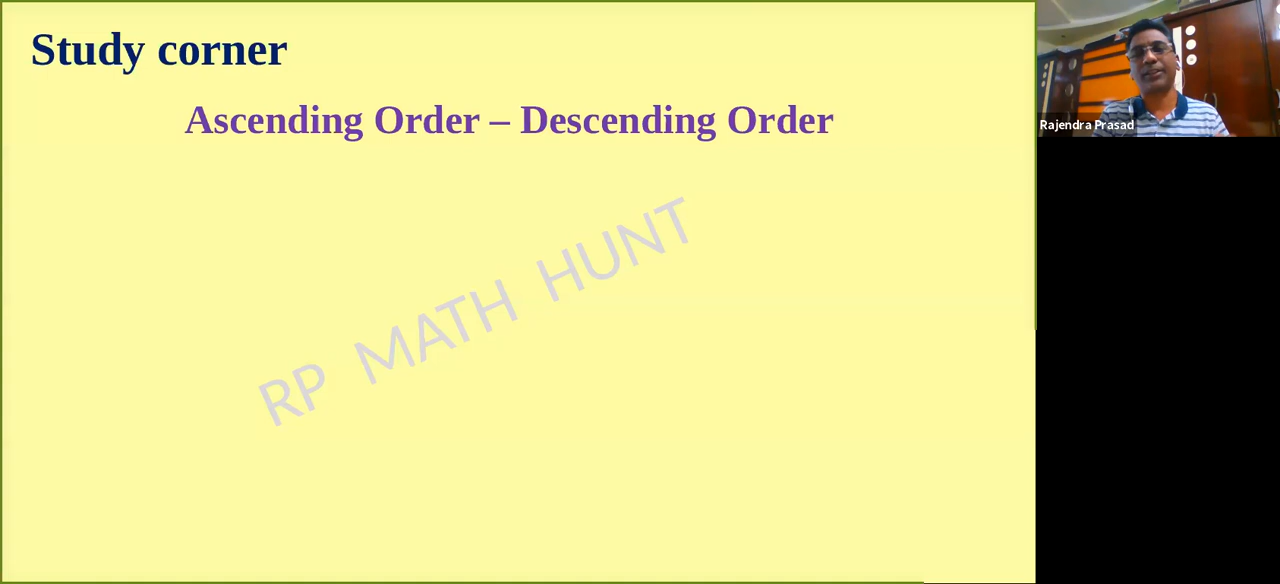 Study corner
Ascending Order – Descending Order
RP MATH HUNT
Rajendra Prasad